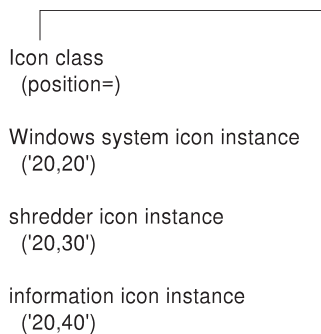 Icon class
(position=)
Windows system icon instance
('20,20')
shredder icon instance
('20,30')
information icon instance
('20,40')